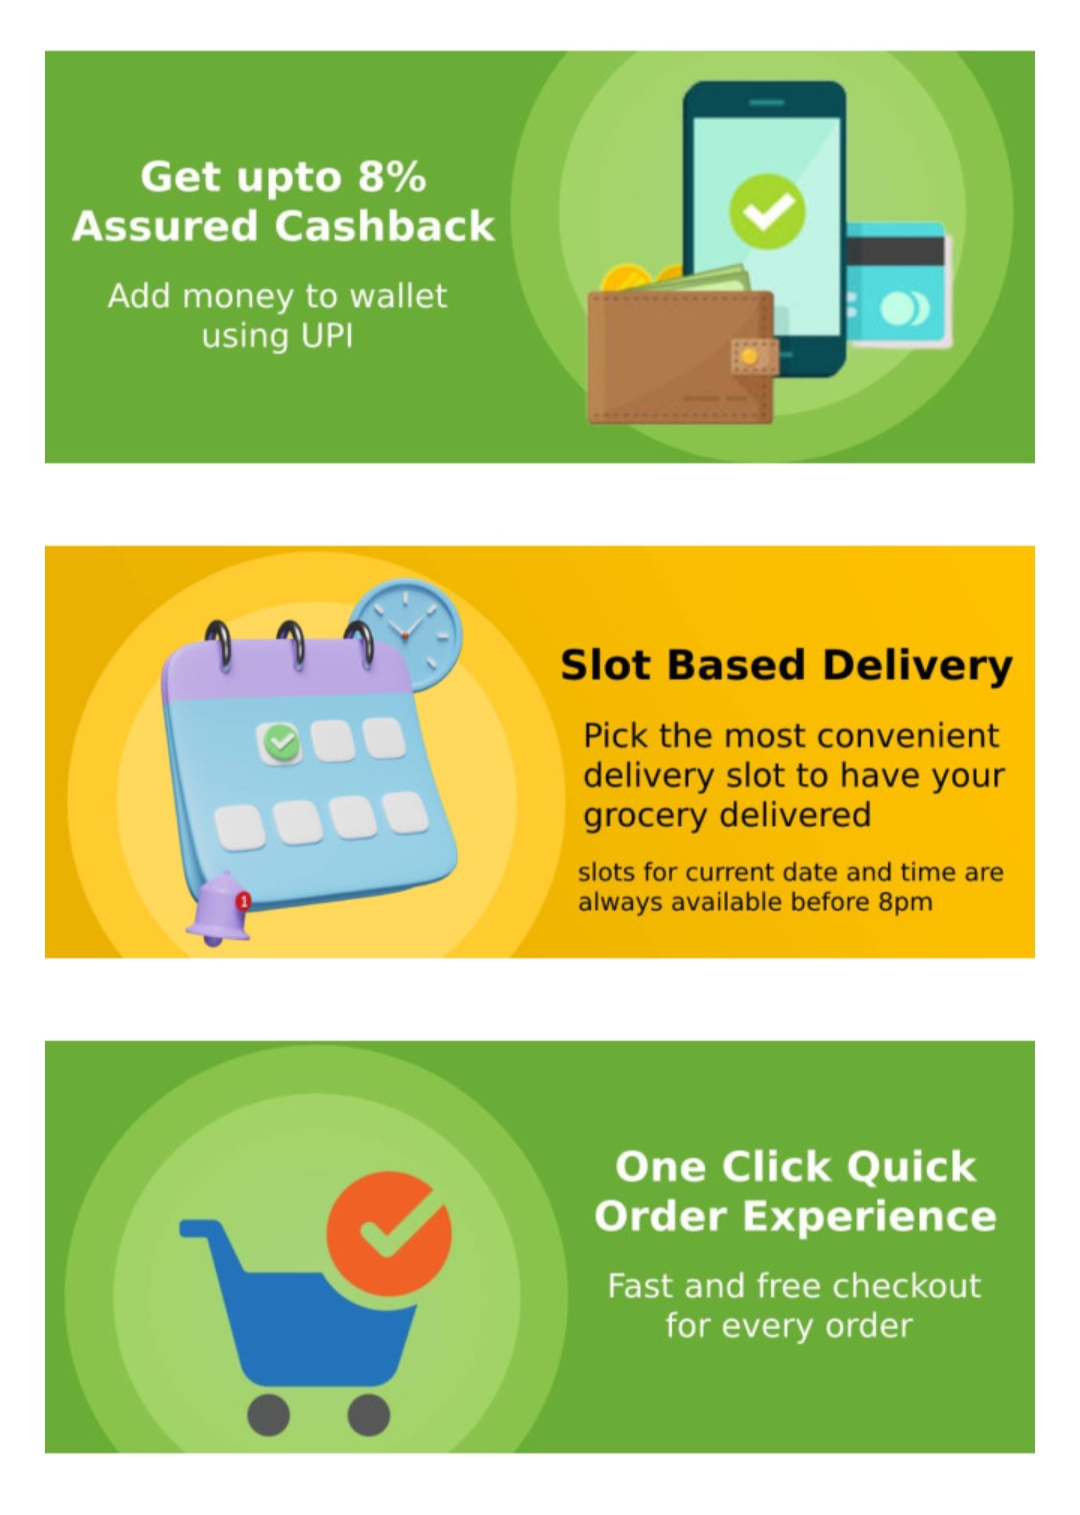 Get upto 8%
Assured Cashback
Add money to wallet
using UPI
Slot Based Delivery
Pick the most convenient
delivery slot to have your
grocery delivered
slots for current date and time are
always available before 8pm
1
One Click Quick
Order Experience
Fast and free checkout
for every order